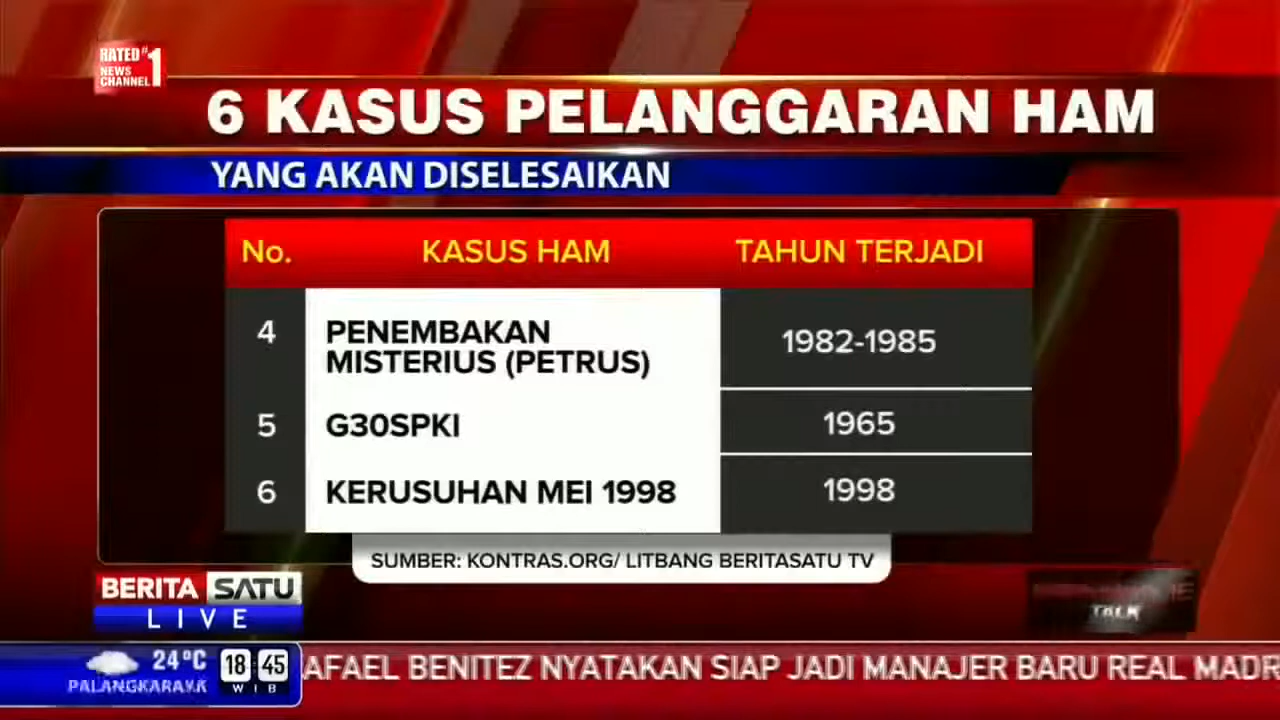 RATED #1
NEWS
CHANNEL
6 KASUS PELANGGARAN HAM
YANG AKAN DISELESAIKAN
No. KASUS HAM TAHUN TERJADI
4 PENEMBAKAN MISTERIUS (PETRUS) 1982-1985
5 G30SPKI 1965
6 KERUSUHAN MEI 1998 1998
SUMBER: KONTRAS.ORG/ LITBANG BERITASATU TV
BERITA SATU
LIVE
TALK
24°C 18 45
PALANGKARAYA WIB
AFAEL BENITEZ NYATAKAN SIAP JADI MANAJER BARU REAL MADR